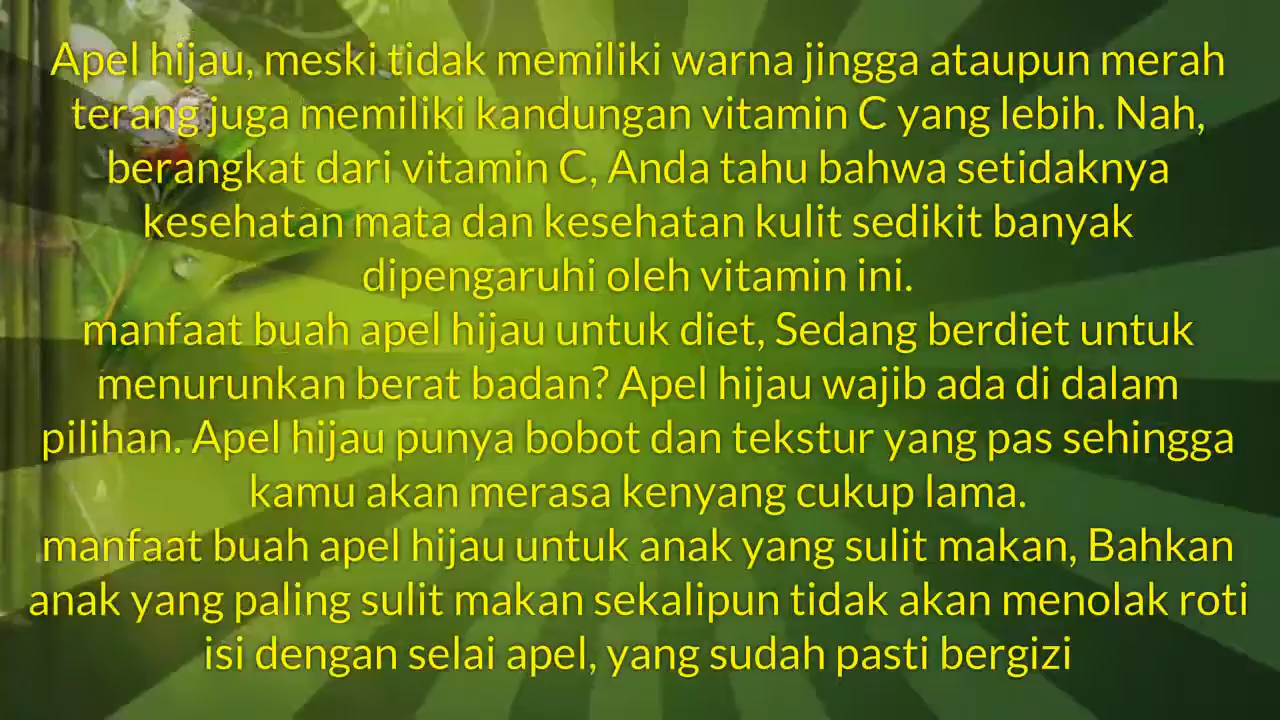 Apel hijau, meski tidak memiliki warna jingga ataupun merah
terang juga memiliki kandungan vitamin C yang lebih. Nah,
berangkat dari vitamin C, Anda tahu bahwa setidaknya
kesehatan mata dan kesehatan kulit sedikit banyak
dipengaruhi oleh vitamin ini.
manfaat buah apel hijau untuk diet, Sedang berdiet untuk
menurunkan berat badan? Apel hijau wajib ada di dalam
pilihan. Apel hijau punya bobot dan tekstur yang pas sehingga
kamu akan merasa kenyang cukup lama.
manfaat buah apel hijau untuk anak yang sulit makan, Bahkan
anak yang paling sulit makan sekalipun tidak akan menolak roti
isi dengan selai apel, yang sudah pasti bergizi